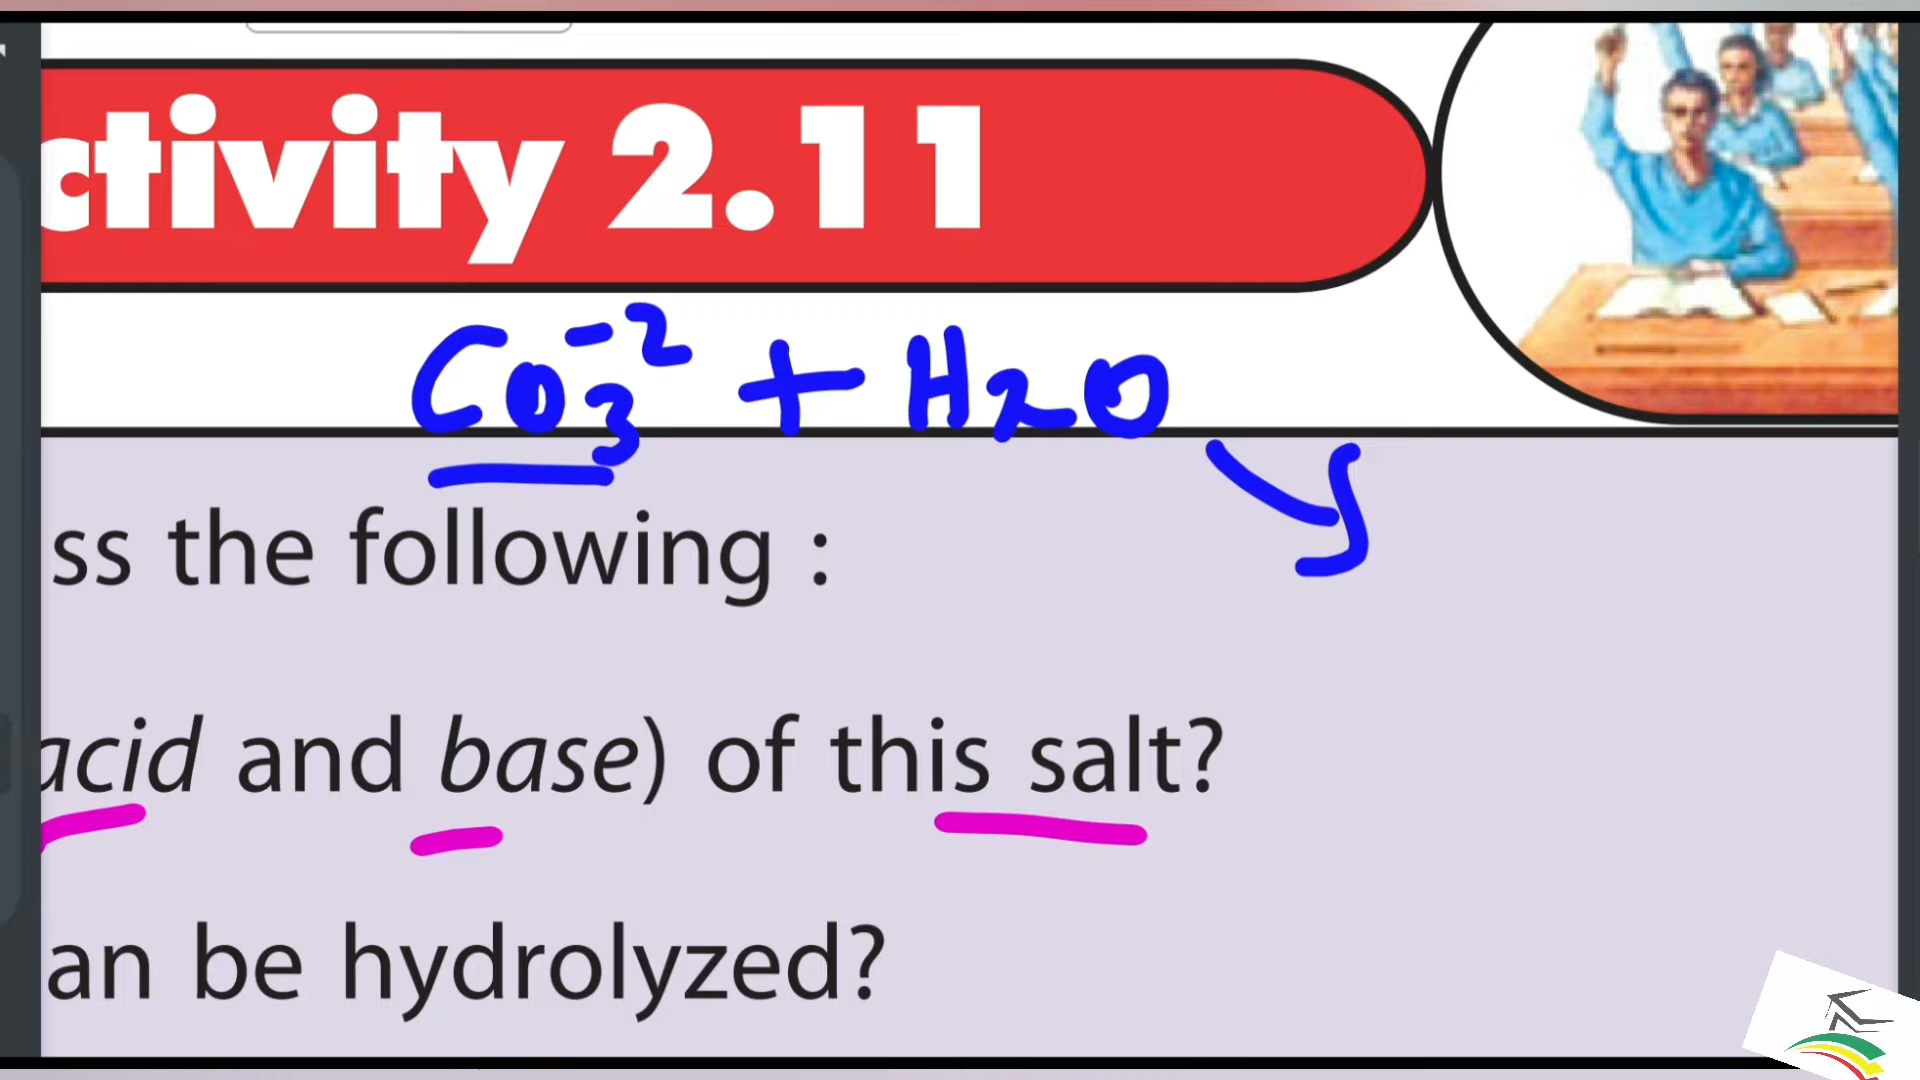 ctivity 2.11
CO₃⁻² + H₂O
ss the following :
acid and base) of this salt?
an be hydrolyzed?